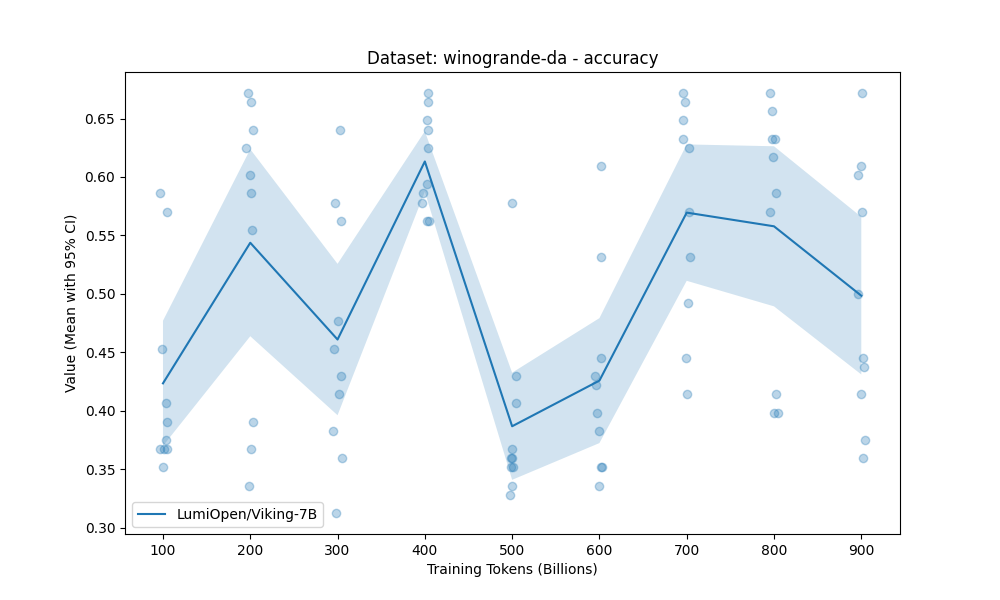 Dataset: winogrande-da - accuracy
Value (Mean with 95% CI)
0.65
0.60
0.55
0.50
0.45
0.40
0.35
0.30
LumiOpen/Viking-7B
100 200 300 400 500 600 700 800 900
Training Tokens (Billions)